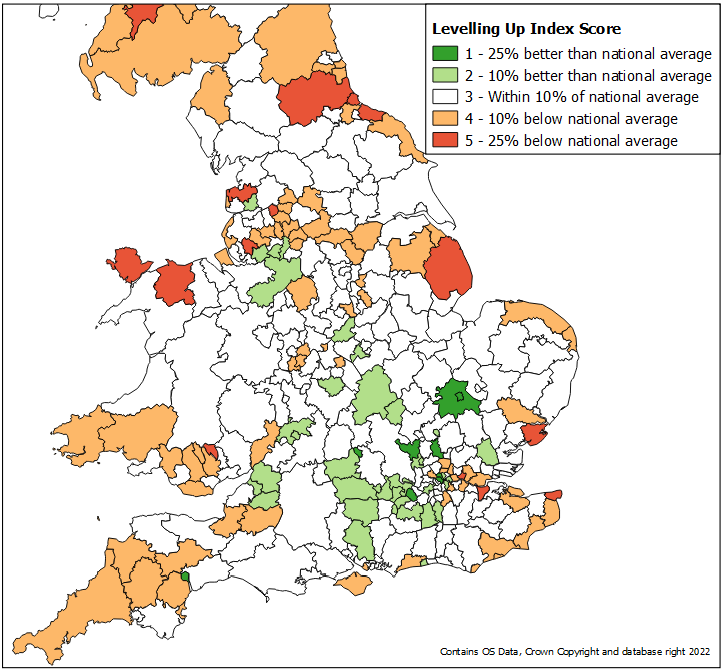 Levelling Up Index Score
1 - 25% better than national average
2 - 10% better than national average
3 - Within 10% of national average
4 - 10% below national average
5 - 25% below national average
Contains OS Data, Crown Copyright and database right 2022